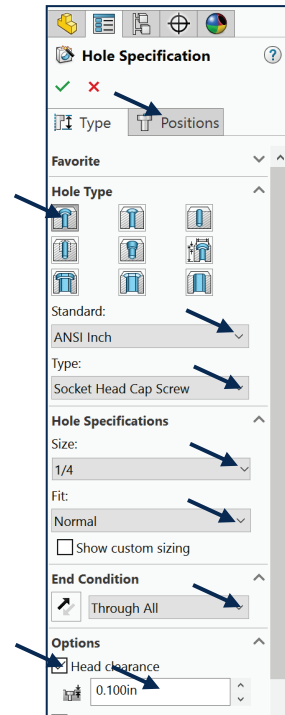 Hole Specification
?
Type
Positions
Favorite
Hole Type
Standard:
ANSI Inch
Type:
Socket Head Cap Screw
Hole Specifications
Size:
1/4
Fit:
Normal
Show custom sizing
End Condition
Through All
Options
Head clearance
0.100in